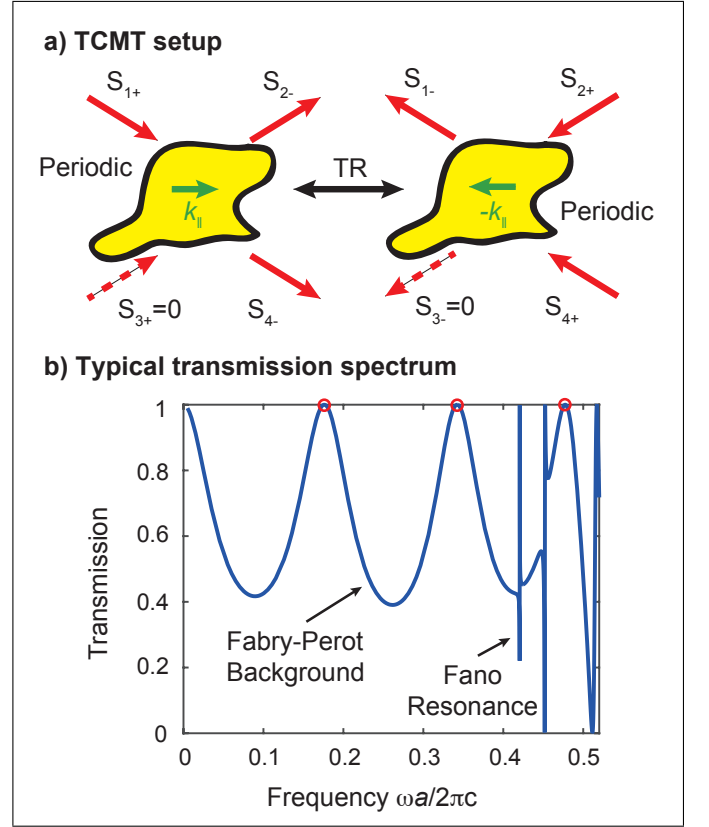 a) TCMT setup
S1+ S2- S1- S2+
Periodic TR
k∥ -k∥ Periodic
S3+=0 S4- S3-=0 S4+
b) Typical transmission spectrum
1
0.8
0.6
0.4
0.2
0
Transmission
Fabry-Perot
Background
Fano
Resonance
0 0.1 0.2 0.3 0.4 0.5
Frequency ωa/2πc